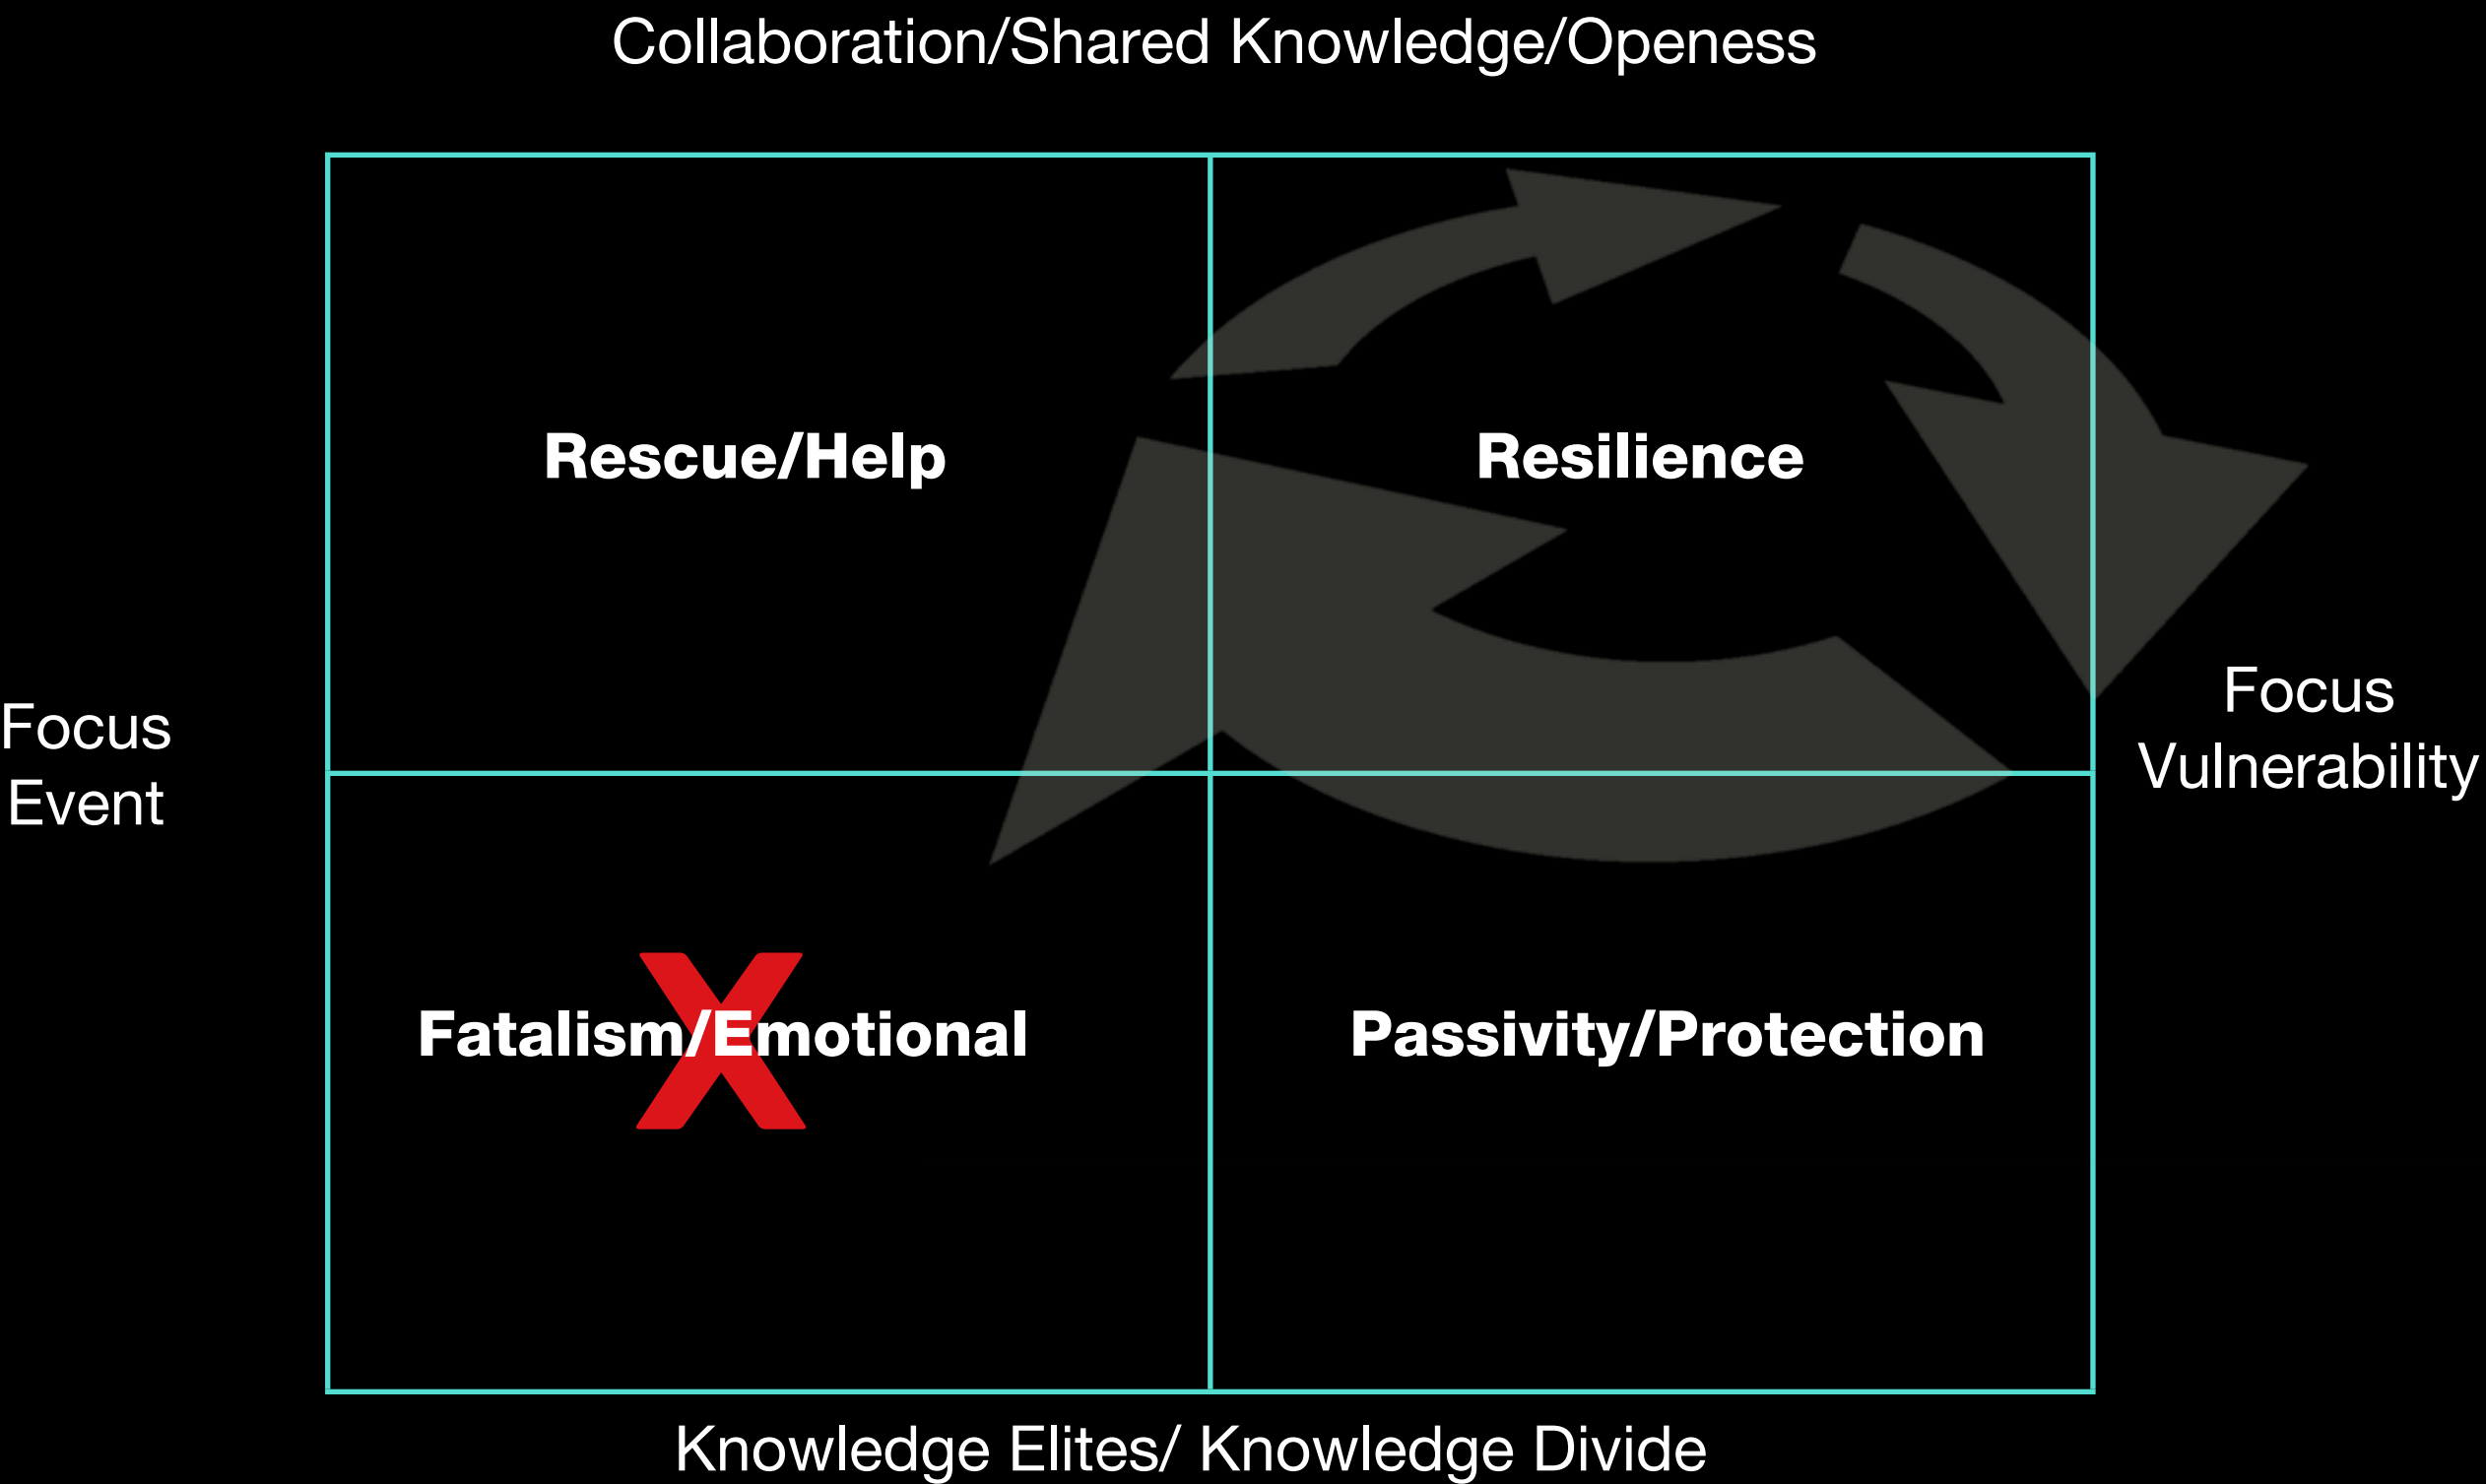 Collaboration/Shared Knowledge/Openess
Rescue/Help
Resilience
Focus
Event
Focus
Vulnerability
Fatalism/Emotional
X
Passivity/Protection
Knowledge Elites/ Knowledge Divide